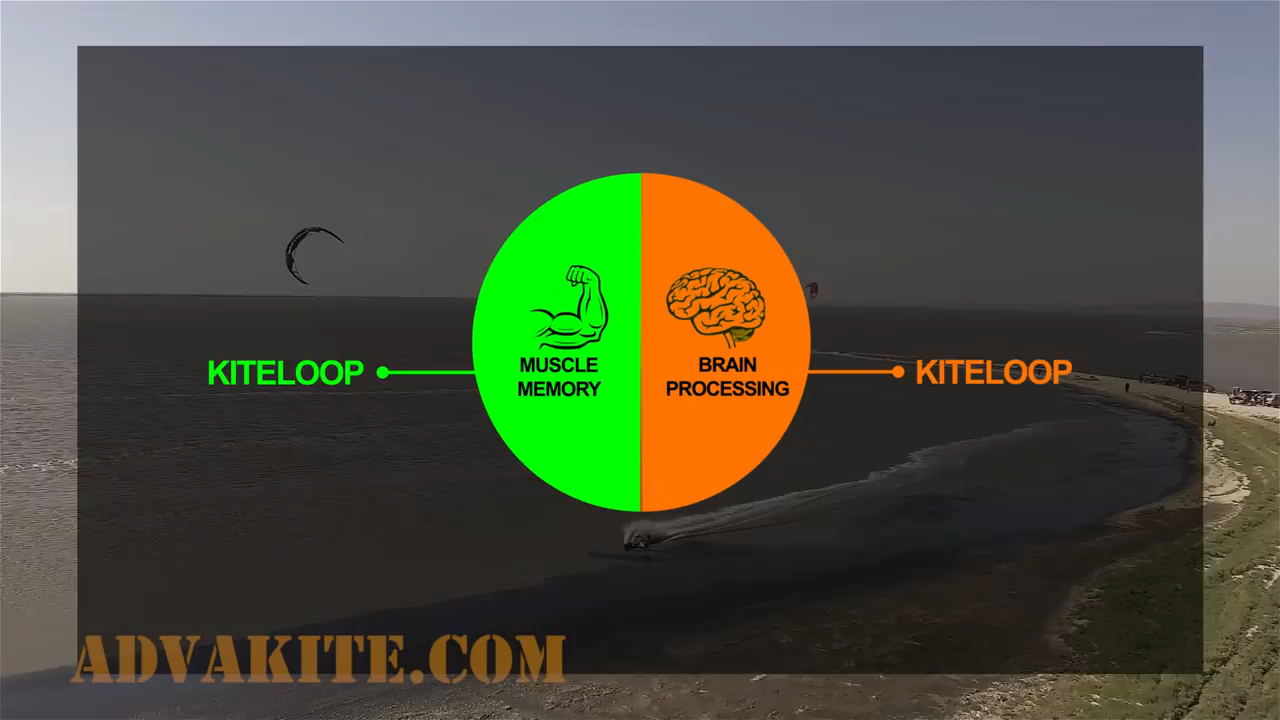 KITELOOP
MUSCLE
MEMORY
BRAIN
PROCESSING
KITELOOP
ADVAKITE.COM